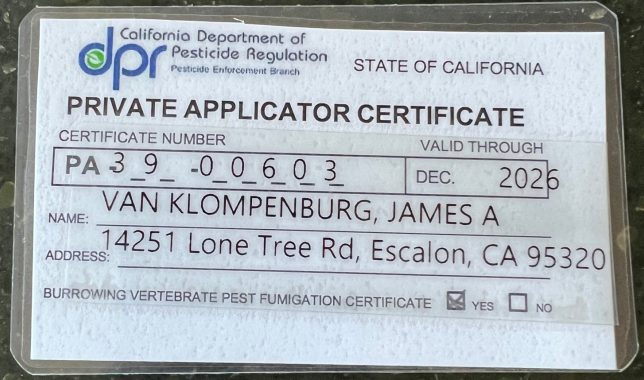 California Department of
Pesticide Regulation
Pesticide Enforcement Branch
dpr
STATE OF CALIFORNIA
PRIVATE APPLICATOR CERTIFICATE
CERTIFICATE NUMBER
VALID THROUGH
PA -3_9_ -0_0_6_0_3_
DEC. 2026
NAME: VAN KLOMPENBURG, JAMES A
ADDRESS: 14251 Lone Tree Rd, Escalon, CA 95320
BURROWING VERTEBRATE PEST FUMIGATION CERTIFICATE ☒ YES ☐ NO